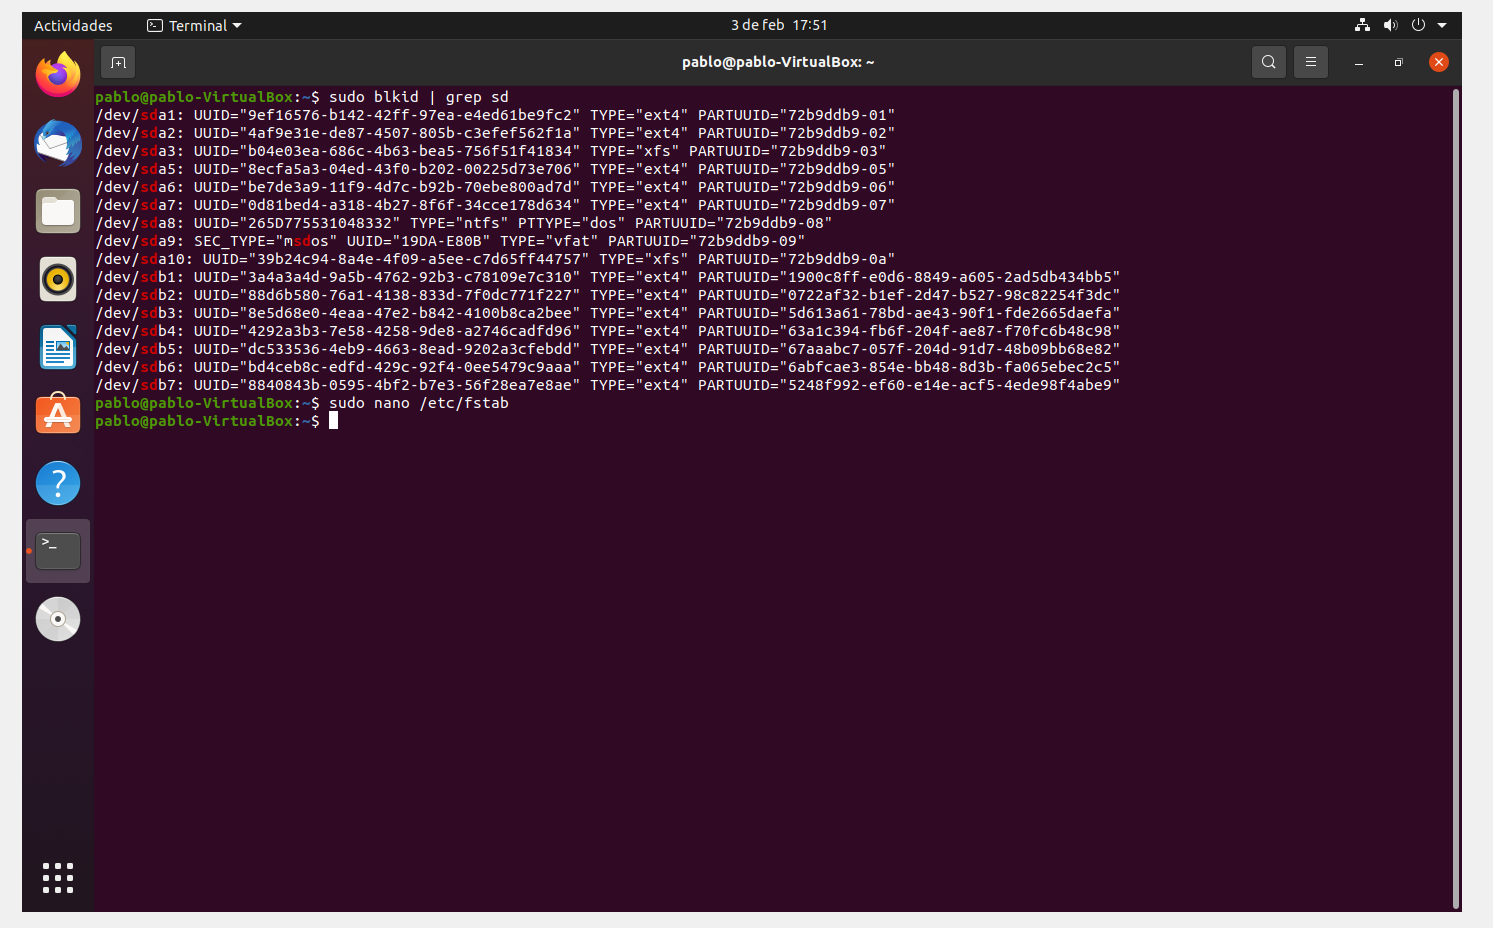 Actividades
Terminal
3 de feb 17:51
pablo@pablo-VirtualBox: ~
pablo@pablo-VirtualBox:~$ sudo blkid | grep sd
/dev/sda1: UUID="9ef16576-b142-42ff-97ea-e4ed61be9fc2" TYPE="ext4" PARTUUID="72b9ddb9-01"
/dev/sda2: UUID="4af9e31e-de87-4507-805b-c3efef562f1a" TYPE="ext4" PARTUUID="72b9ddb9-02"
/dev/sda3: UUID="b04e03ea-686c-4b63-bea5-756f51f41834" TYPE="xfs" PARTUUID="72b9ddb9-03"
/dev/sda5: UUID="8ecfa5a3-04ed-43f0-b202-00225d73e706" TYPE="ext4" PARTUUID="72b9ddb9-05"
/dev/sda6: UUID="be7de3a9-11f9-4d7c-b92b-70ebe800ad7d" TYPE="ext4" PARTUUID="72b9ddb9-06"
/dev/sda7: UUID="0d81bed4-a318-4b27-8f6f-34cce178d634" TYPE="ext4" PARTUUID="72b9ddb9-07"
/dev/sda8: UUID="265D775531048332" TYPE="ntfs" PTTYPE="dos" PARTUUID="72b9ddb9-08"
/dev/sda9: SEC_TYPE="msdos" UUID="19DA-E80B" TYPE="vfat" PARTUUID="72b9ddb9-09"
/dev/sda10: UUID="39b24c94-8a4e-4f09-a5ee-c7d65ff44757" TYPE="xfs" PARTUUID="72b9ddb9-0a"
/dev/sdb1: UUID="3a4a3a4d-9a5b-4762-92b3-c78109e7c310" TYPE="ext4" PARTUUID="1900c8ff-e0d6-8849-a605-2ad5db434bb5"
/dev/sdb2: UUID="88d6b580-76a1-4138-833d-7f0dc771f227" TYPE="ext4" PARTUUID="0722af32-b1ef-2d47-b527-98c82254f3dc"
/dev/sdb3: UUID="8e5d68e0-4eaa-47e2-b842-4100b8ca2bee" TYPE="ext4" PARTUUID="5d613a61-78bd-ae43-90f1-fde2665daefa"
/dev/sdb4: UUID="4292a3b3-7e58-4258-9de8-a2746cadfd96" TYPE="ext4" PARTUUID="63a1c394-fb6f-204f-ae87-f70fc6b48c98"
/dev/sdb5: UUID="dc533536-4eb9-4663-8ead-9202a3cfebdd" TYPE="ext4" PARTUUID="67aaabc7-057f-204d-91d7-48b09bb68e82"
/dev/sdb6: UUID="bd4ceb8c-edfd-429c-92f4-0ee5479c9aaa" TYPE="ext4" PARTUUID="6abfcae3-854e-bb48-8d3b-fa065ebec2c5"
/dev/sdb7: UUID="8840843b-0595-4bf2-b7e3-56f28ea7e8ae" TYPE="ext4" PARTUUID="5248f992-ef60-e14e-acf5-4ede98f4abe9"
pablo@pablo-VirtualBox:~$ sudo nano /etc/fstab
pablo@pablo-VirtualBox:~$